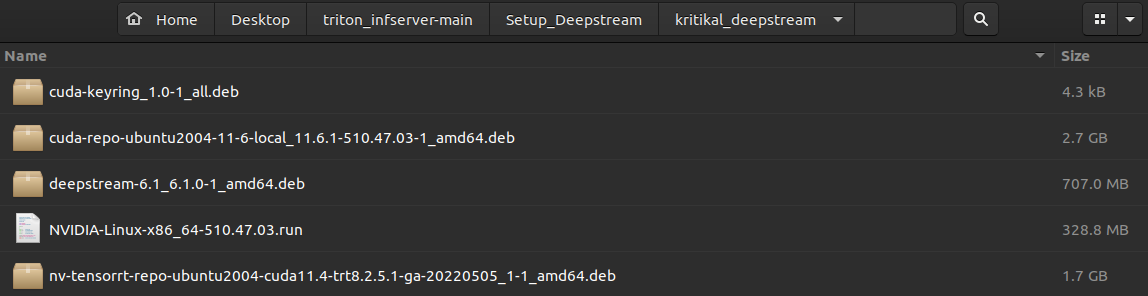 Home Desktop triton_infserver-main Setup_Deepstream kritikal_deepstream
Name Size
cuda-keyring_1.0-1_all.deb 4.3 kB
cuda-repo-ubuntu2004-11-6-local_11.6.1-510.47.03-1_amd64.deb 2.7 GB
deepstream-6.1_6.1.0-1_amd64.deb 707.0 MB
NVIDIA-Linux-x86_64-510.47.03.run 328.8 MB
nv-tensorrt-repo-ubuntu2004-cuda11.4-trt8.2.5.1-ga-20220505_1-1_amd64.deb 1.7 GB